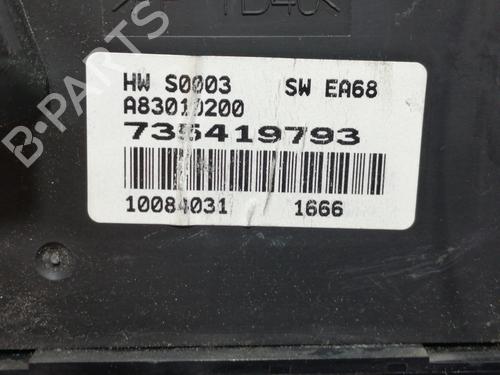 HW S0003 SW EA68
A83010200
735419793
10084031 1666
B-PARTS